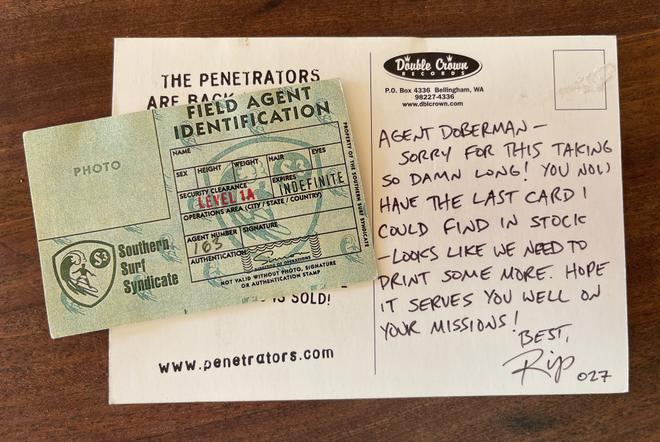 THE PENETRATORS
ARE BACK
IS SOLD!
www.penetrators.com
PHOTO
S3
Southern
Surf
Syndicate
FIELD AGENT
IDENTIFICATION
NAME
SEX HEIGHT WEIGHT HAIR EYES
SECURITY CLEARANCE EXPIRES
LEVEL 1A INDEFINITE
OPERATIONS AREA (CITY / STATE / COUNTRY)
AGENT NUMBER SIGNATURE
163
AUTHENTICATION
DIRECTOR OF OPERATIONS
NOT VALID WITHOUT PHOTO, SIGNATURE
OR AUTHENTICATION STAMP
PROPERTY OF THE SOUTHERN SURF SYNDICATE
Double Crown
RECORDS
P.O. Box 4336 Bellingham, WA
98227-4336
www.dblcrown.com
AGENT DOBERMAN —
SORRY FOR THIS TAKING
SO DAMN LONG! YOU NOW
HAVE THE LAST CARD I
COULD FIND IN STOCK
- LOOKS LIKE WE NEED TO
PRINT SOME MORE. HOPE
IT SERVES YOU WELL ON
YOUR MISSIONS!
BEST,
Rip 027